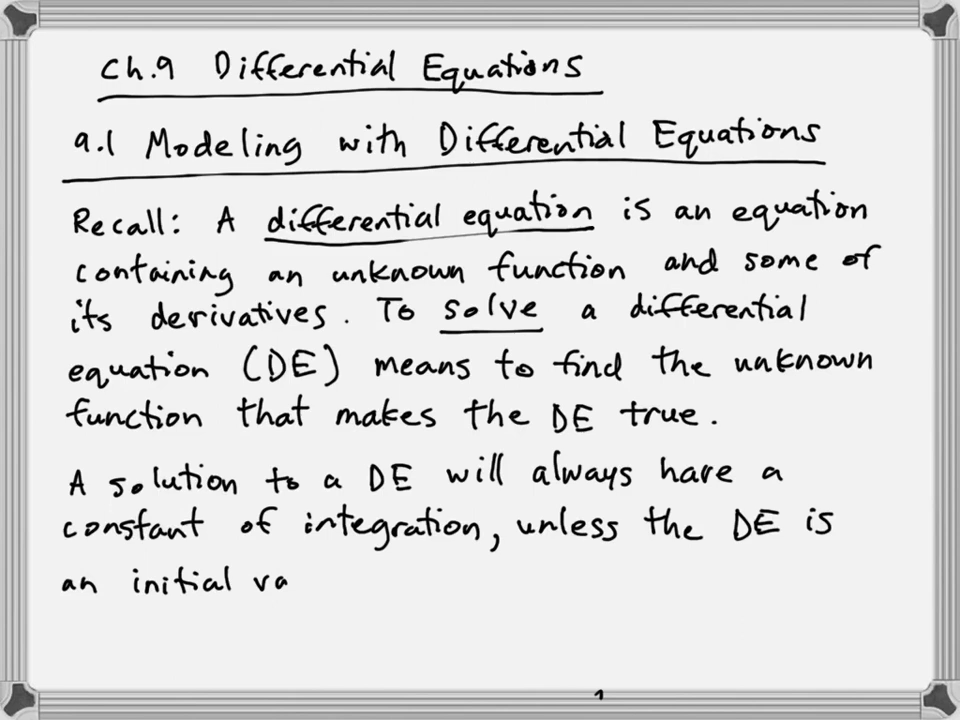 Ch.9 Differential Equations
9.1 Modeling with Differential Equations
Recall: A differential equation is an equation
containing an unknown function and some of
its derivatives. To solve a differential
equation (DE) means to find the unknown
function that makes the DE true.
A solution to a DE will always have a
constant of integration, unless the DE is
an initial va
1